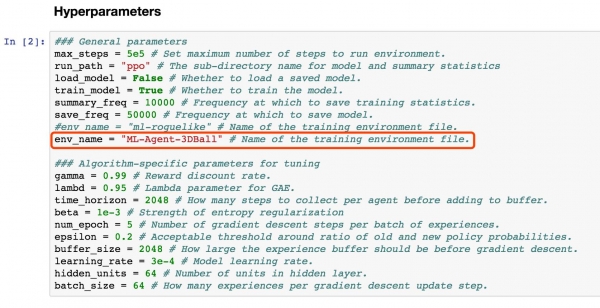 Hyperparameters
In [2]: ### General parameters
max_steps = 5e5 # Set maximum number of steps to run environment.
run_path = "ppo" # The sub-directory name for model and summary statistics
load_model = False # Whether to load a saved model.
train_model = True # Whether to train the model.
summary_freq = 10000 # Frequency at which to save training statistics.
save_freq = 50000 # Frequency at which to save model.
#env_name = "ml-roguelike" # Name of the training environment file.
env_name = "ML-Agent-3DBall" # Name of the training environment file.
### Algorithm-specific parameters for tuning
gamma = 0.99 # Reward discount rate.
lambd = 0.95 # Lambda parameter for GAE.
time_horizon = 2048 # How many steps to collect per agent before adding to buffer.
beta = 1e-3 # Strength of entropy regularization
num_epoch = 5 # Number of gradient descent steps per batch of experiences.
epsilon = 0.2 # Acceptable threshold around ratio of old and new policy probabilities.
buffer_size = 2048 # How large the experience buffer should be before gradient descent.
learning_rate = 3e-4 # Model learning rate.
hidden_units = 64 # Number of units in hidden layer.
batch_size = 64 # How many experiences per gradient descent update step.